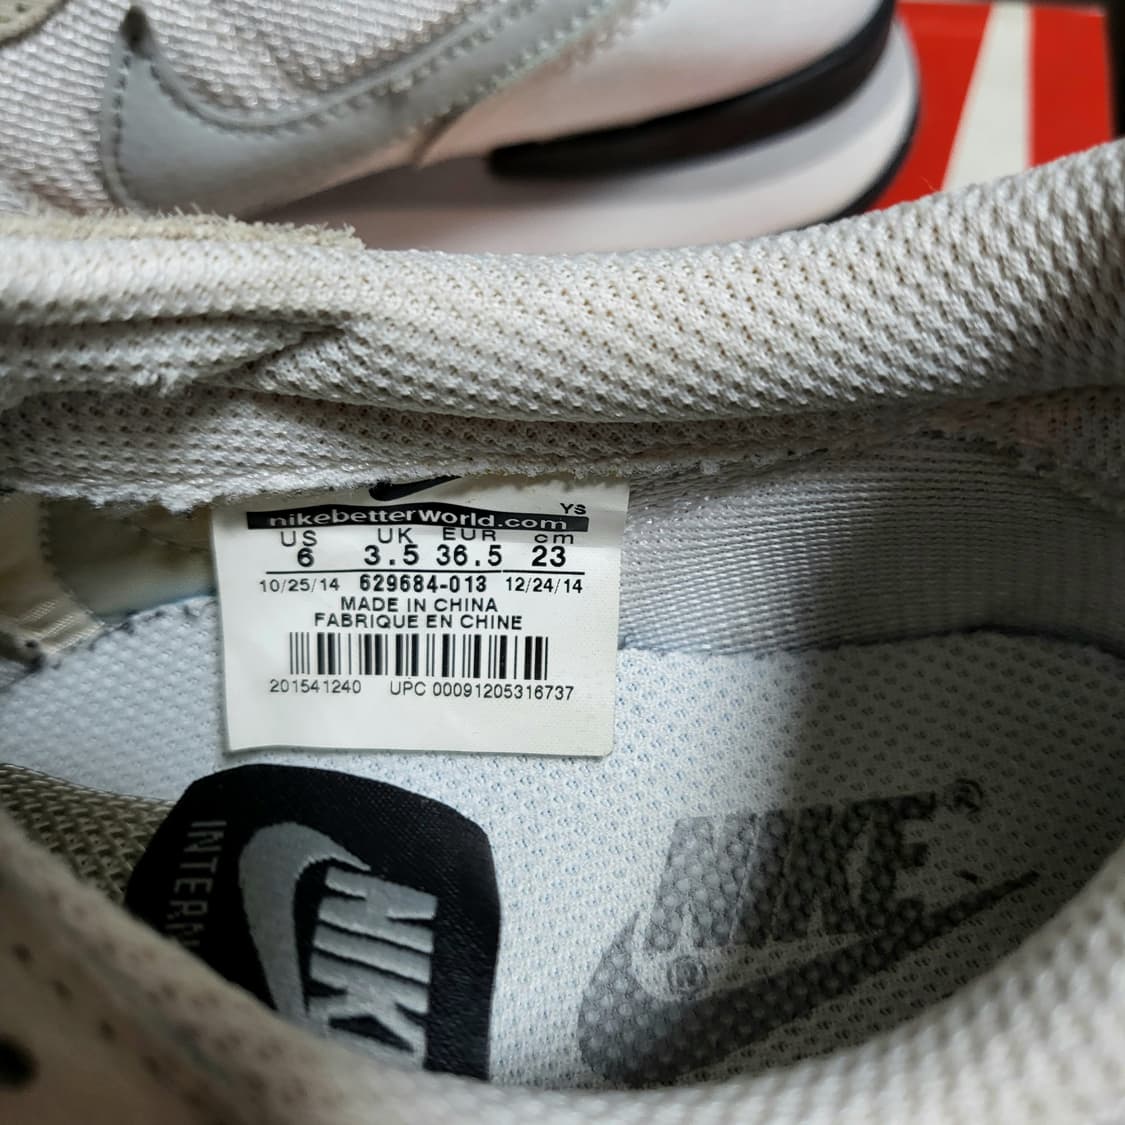 YS
nikebetterworld.com
US UK EUR cm
6 3.5 36.5 23
10/25/14 629684-013 12/24/14
MADE IN CHINA
FABRIQUE EN CHINE
201541240 UPC 00091205316737
NIKE
NIKE®
®